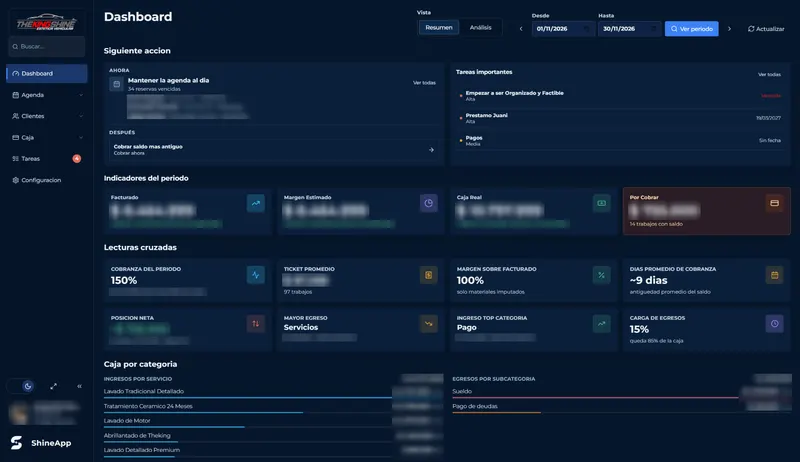 THEKINGSHINE
ESTETICA VEHICULAR
Buscar...
Dashboard
Agenda
Clientes
Caja
Tareas
4
Configuracion
ShineApp
Dashboard
Vista
Resumen
Análisis
Desde
01/11/2026
Hasta
30/11/2026
Ver periodo
Actualizar
Siguiente accion
AHORA
Mantener la agenda al dia
34 reservas vencidas
Ver todas
DESPUÉS
Cobrar saldo mas antiguo
Cobrar ahora
Tareas importantes
Ver todas
Empezar a ser Organizado y Factible
Alta
Prestamo Juani
Alta
19/03/2027
Pagos
Media
Sin fecha
Indicadores del periodo
Facturado
Margen Estimado
Caja Real
Por Cobrar
14 trabajos con saldo
Lecturas cruzadas
COBRANZA DEL PERIODO
150%
TICKET PROMEDIO
97 trabajos
MARGEN SOBRE FACTURADO
100%
solo materiales imputados
DIAS PROMEDIO DE COBRANZA
~9 dias
antiguedad promedio del saldo
POSICION NETA
MAYOR EGRESO
Servicios
INGRESO TOP CATEGORIA
Pago
CARGA DE EGRESOS
15%
queda 85% de la caja
Caja por categoria
INGRESOS POR SERVICIO
Lavado Tradicional Detallado
Tratamiento Ceramico 24 Meses
Lavado de Motor
Abrillantado de Theking
Lavado Detallado Premium
EGRESOS POR SUBCATEGORIA
Sueldo
Pago de deudas